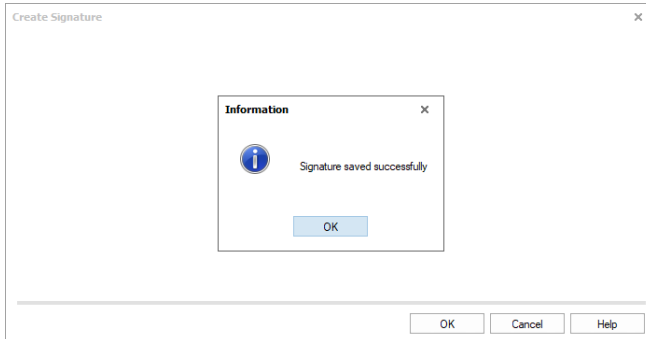 Create Signature
Information
Signature saved successfully
OK
OK Cancel Help